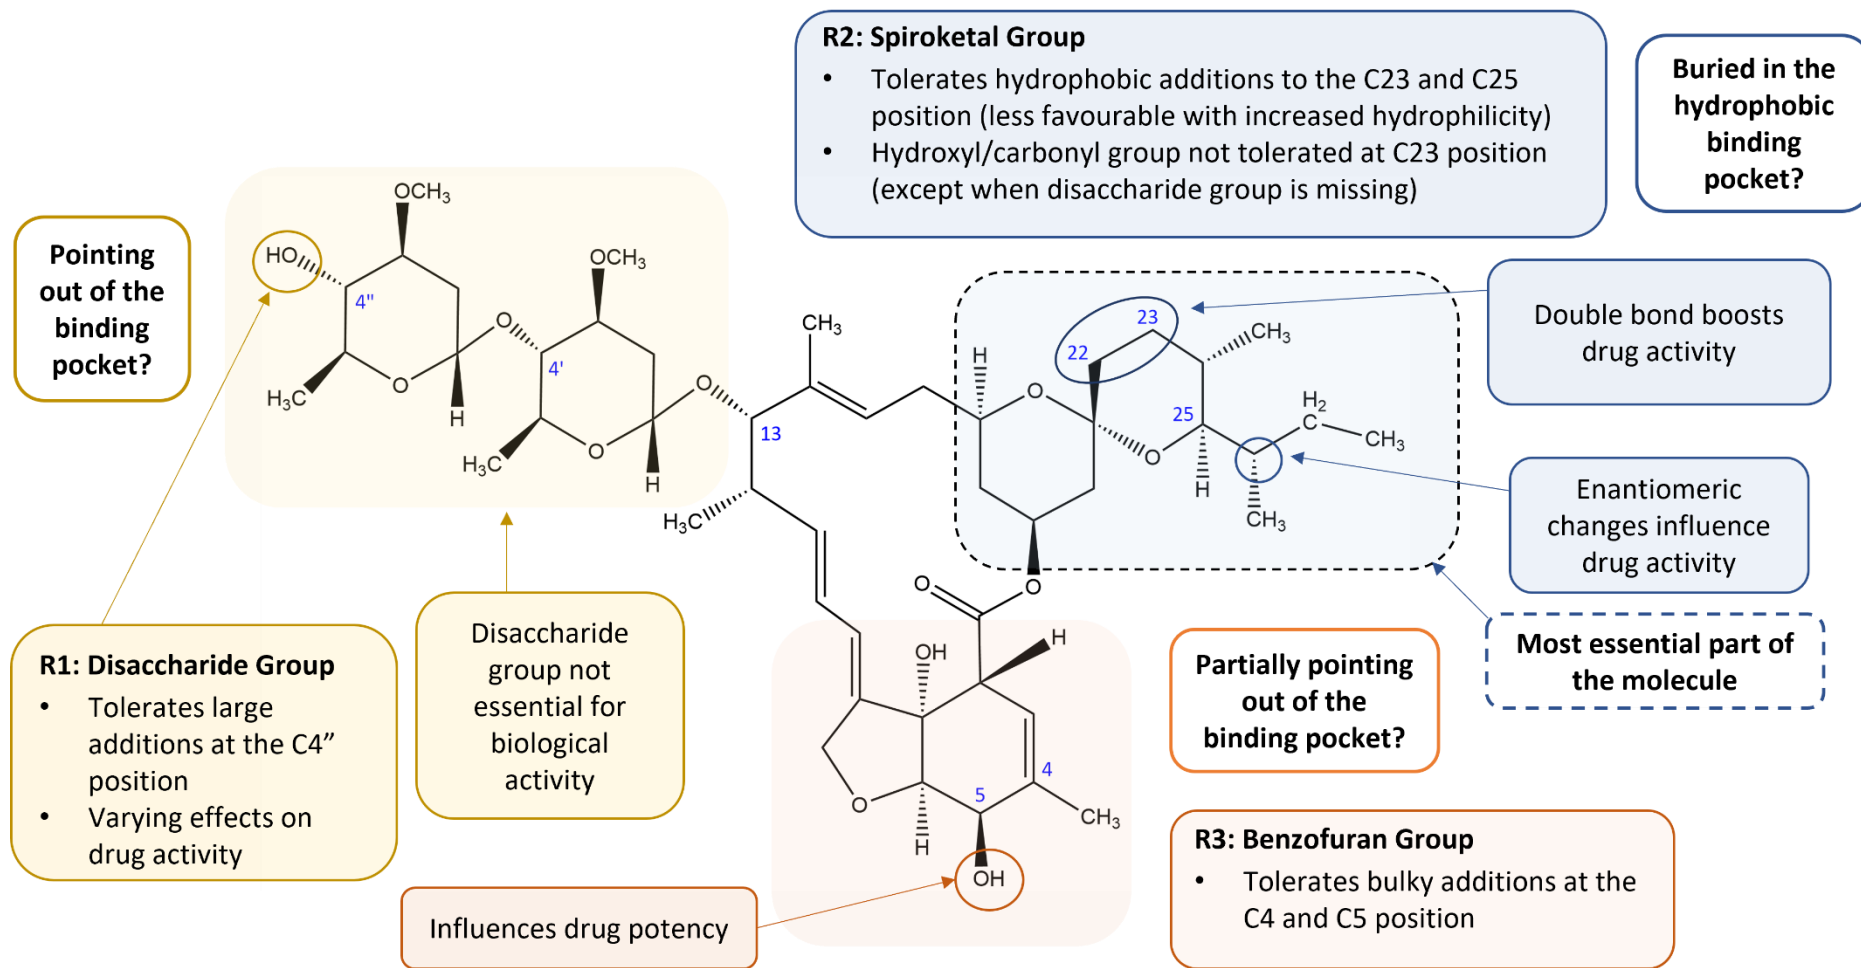 R2: Spiroketal Group
• Tolerates hydrophobic additions to the C23 and C25
position (less favourable with increased hydrophilicity)
• Hydroxyl/carbonyl group not tolerated at C23 position
(except when disaccharide group is missing)
Buried in the
hydrophobic
binding
pocket?
Pointing
out of the
binding
pocket?
OCH3
HO
4"
O
H3C
O
H
OCH3
4'
H3C
O
H
O
13
CH3
H3C
H
O
22
23
CH3
25
O
H
H2
C
CH3
CH3
Double bond boosts
drug activity
Enantiomeric
changes influence
drug activity
Most essential part of
the molecule
R1: Disaccharide Group
• Tolerates large
additions at the C4”
position
• Varying effects on
drug activity
Disaccharide
group not
essential for
biological
activity
O
O
OH
H
O
H
4
5
CH3
OH
Partially pointing
out of the
binding pocket?
R3: Benzofuran Group
• Tolerates bulky additions at the
C4 and C5 position
Influences drug potency